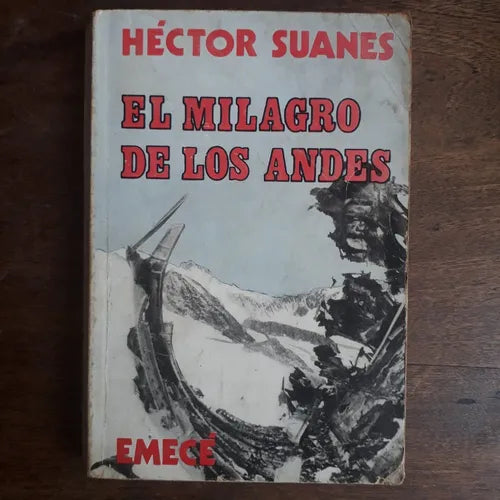 HÉCTOR SUANES
EL MILAGRO
DE LOS ANDES
EMECÉ